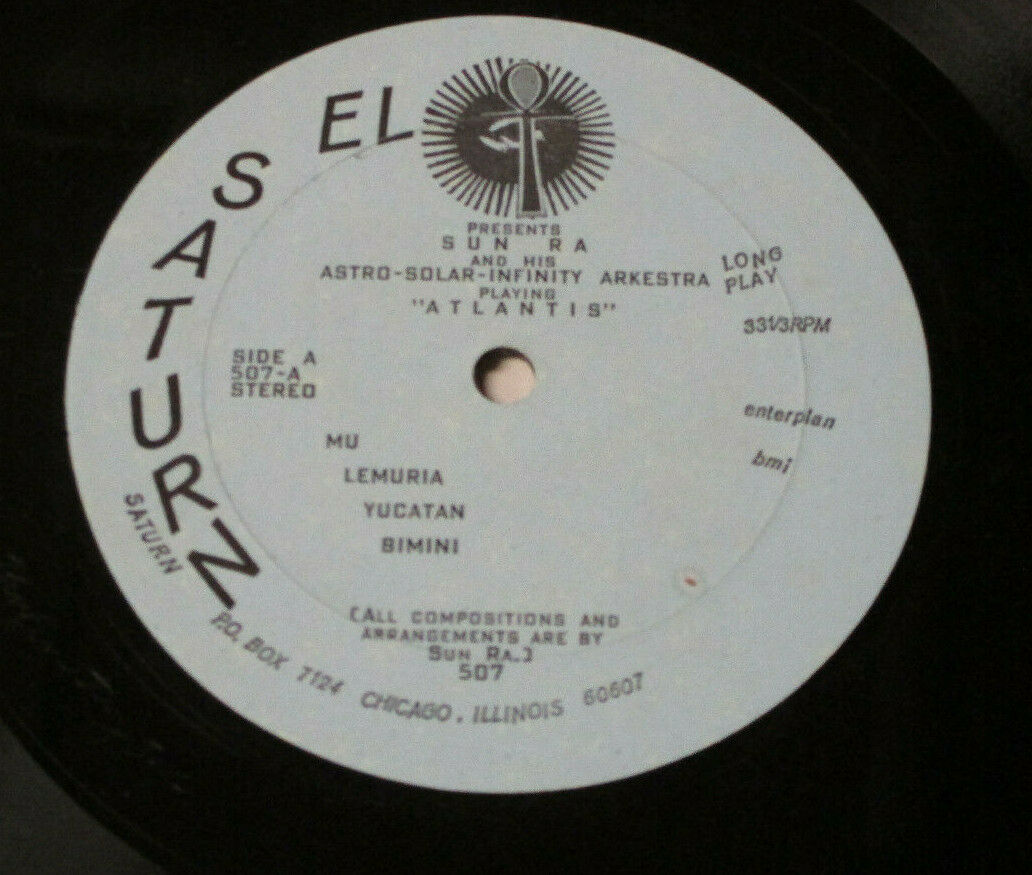 EL SATURN
PRESENTS
SUN RA
AND HIS
ASTRO-SOLAR-INFINITY ARKESTRA
PLAYING
"ATLANTIS"
LONG
PLAY
33 1/3 RPM
SIDE A
507-A
STEREO
enterplan
bmi
MU
LEMURIA
YUCATAN
BIMINI
(ALL COMPOSITIONS AND
ARRANGEMENTS ARE BY
SUN RA.)
507
SATURN P.O. BOX 7124 CHICAGO, ILLINOIS 60607